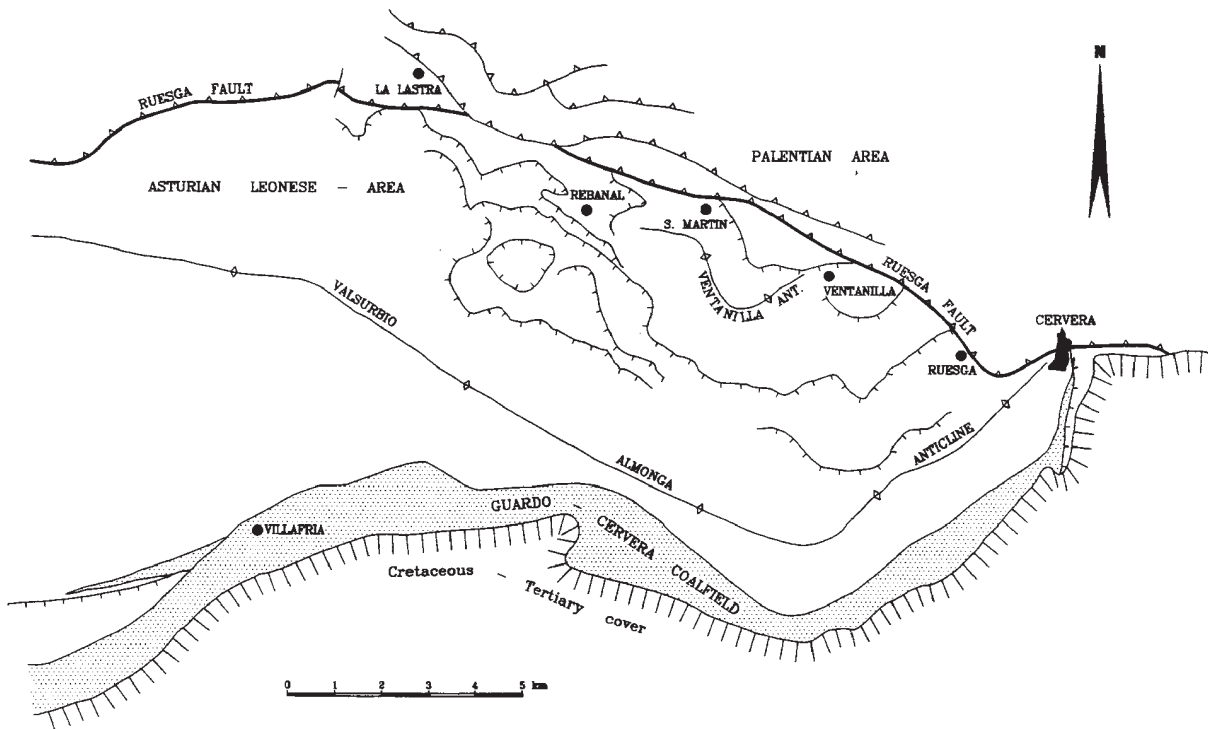 N
RUESGA FAULT
LA LASTRA
PALENTIAN AREA
ASTURIAN LEONESE - AREA
REBANAL
S. MARTIN
VENTANILLA ANT.
VENTANILLA
RUESGA FAULT
CERVERA
RUESGA
VALSURBIO
ALMONGA
ANTICLINE
GUARDO - CERVERA COALFIELD
VILLAFRIA
Cretaceous - Tertiary cover
0 1 2 3 4 5 km